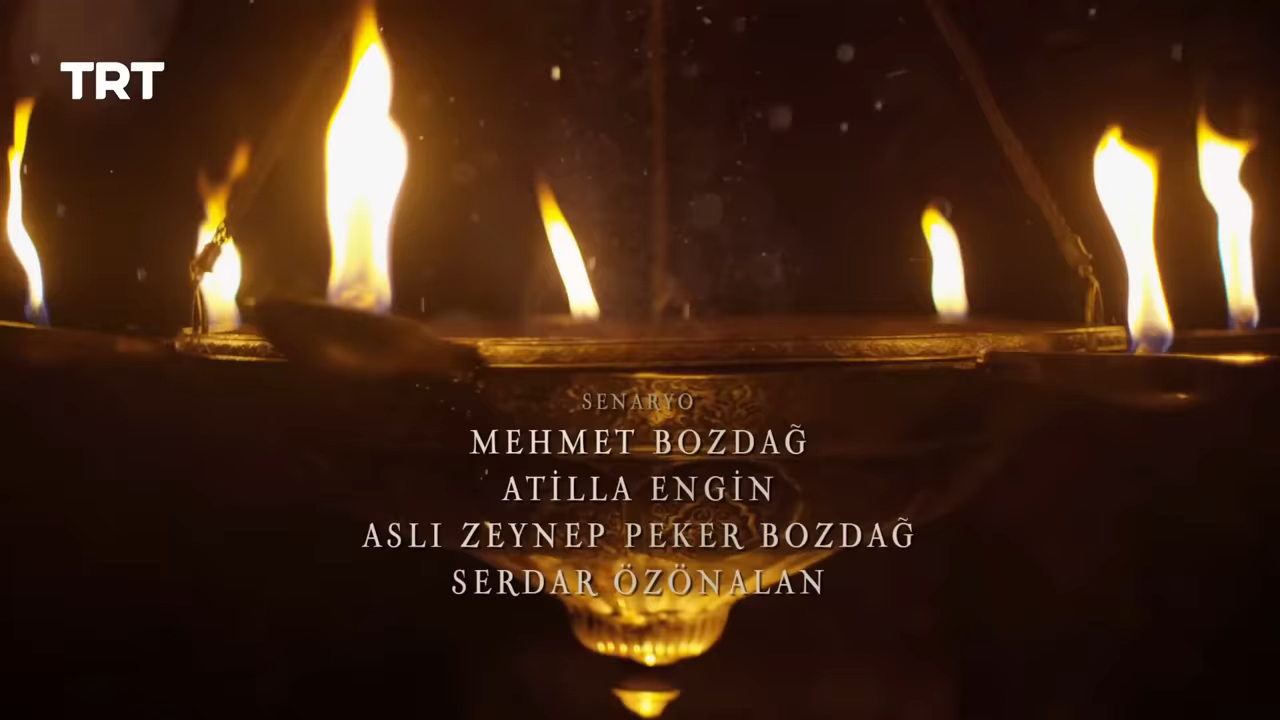 TRT
SENARYO
MEHMET BOZDAĞ
ATİLLA ENGİN
ASLI ZEYNEP PEKER BOZDAĞ
SERDAR ÖZÖNALAN